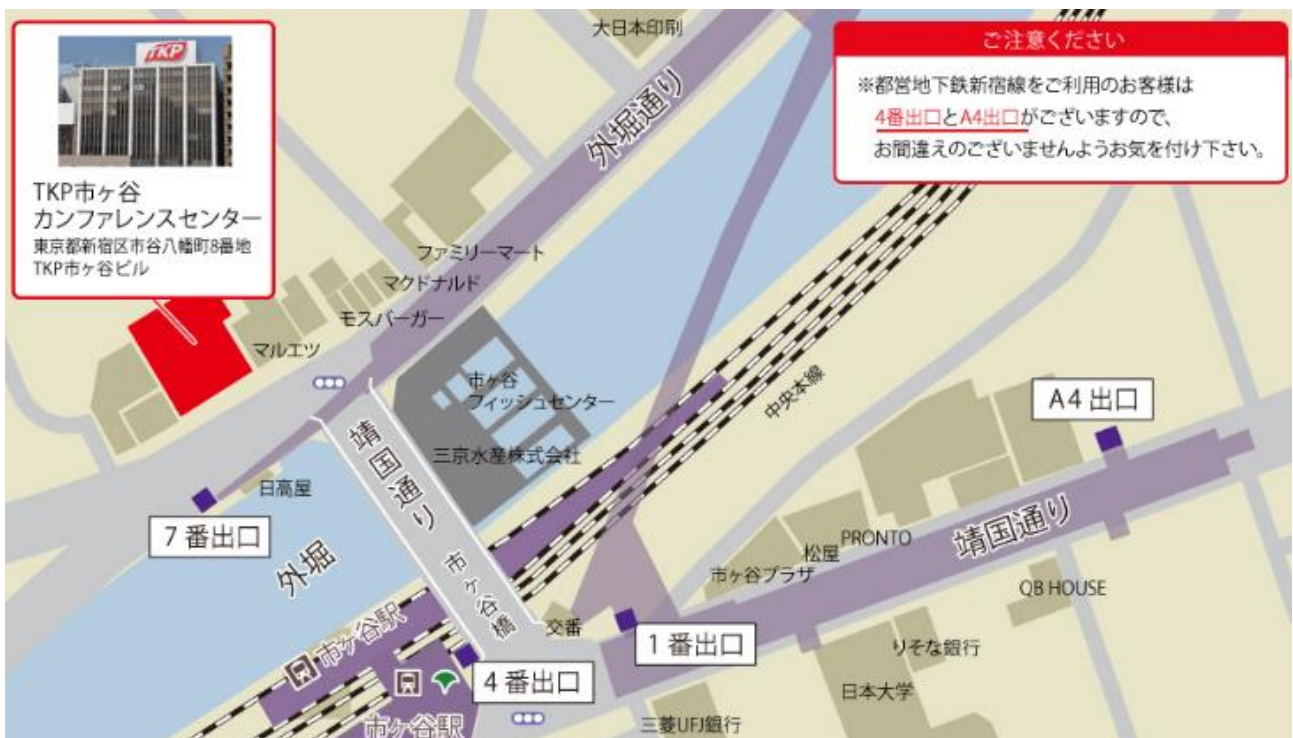 TKP
TKP市ヶ谷
カンファレンスセンター
東京都新宿区市谷八幡町8番地
TKP市ヶ谷ビル
大日本印刷
外堀通り
ご注意ください
※都営地下鉄新宿線をご利用のお客様は
4番出口とA4出口がございますので、
お間違えのございませんようお気を付け下さい。
ファミリーマート
マクドナルド
モスバーガー
マルエツ
市ヶ谷
フィッシュセンター
三京水産株式会社
中央本線
A4 出口
靖国通り
日高屋
7 番出口
外堀
市ヶ谷橋
PRONTO
松屋
市ヶ谷プラザ
靖国通り
QB HOUSE
交番
1 番出口
りそな銀行
日本大学
市ヶ谷駅
4 番出口
市ヶ谷駅
三菱UFJ銀行